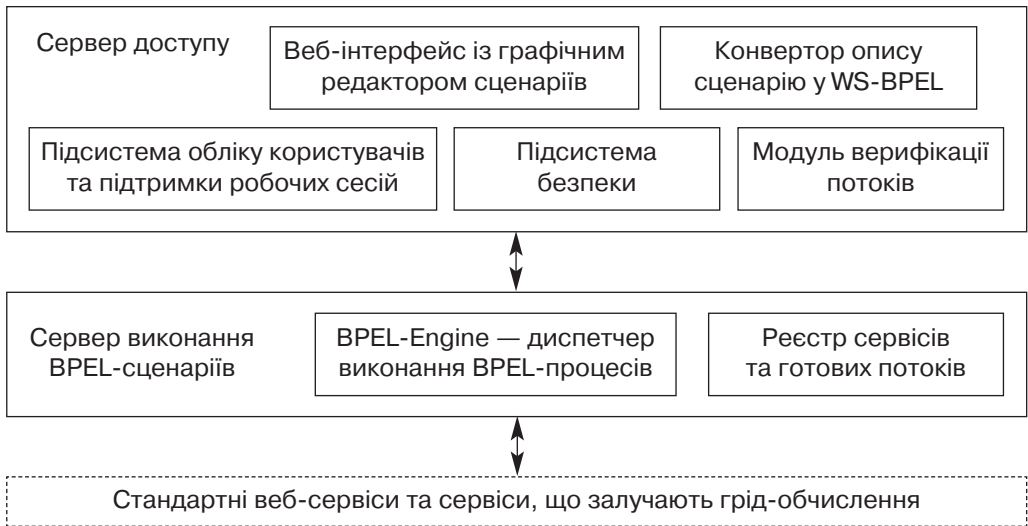 Сервер доступу
Веб-інтерфейс із графічним
редактором сценаріїв
Конвертор опису
сценарію у WS-BPEL
Підсистема обліку користувачів
та підтримки робочих сесій
Підсистема
безпеки
Модуль верифікації
потоків
Сервер виконання
BPEL-сценаріїв
BPEL-Engine — диспетчер
виконання BPEL-процесів
Реєстр сервісів
та готових потоків
Стандартні веб-сервіси та сервіси, що залучають грід-обчислення